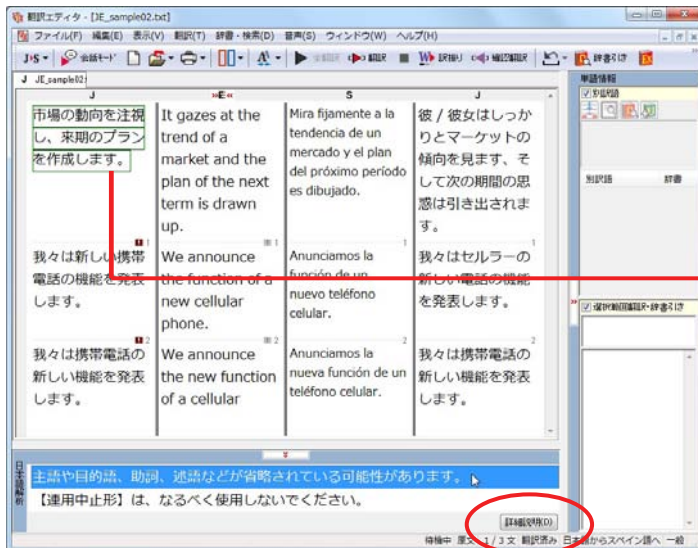 翻訳エディタ - [JE_sample02.txt]
ファイル(F) 編集(E) 表示(V) 翻訳(T) 辞書・検索(D) 音声(S) ウィンドウ(W) ヘルプ(H)
J›S 会話モード 全翻訳 翻訳 訳振り 確認翻訳 辞書引き
J JE_sample02
J
»E«
S
J
市場の動向を注視
し、来期のプラン
を作成します。
It gazes at the
trend of a
market and the
plan of the next
term is drawn
up.
Mira fijamente a la
tendencia de un
mercado y el plan
del próximo período
es dibujado.
彼 / 彼女はしっか
りとマーケットの
傾向を見ます、そ
して次の期間の思
惑は引き出されま
す。
1
1
1
1
我々は新しい携帯
電話の機能を発表
します。
We announce
the function of a
new cellular
phone.
Anunciamos la
función de un
nuevo teléfono
celular.
我々はセルラーの
新しい電話の機能
を発表します。
2
2
2
2
我々は携帯電話の
新しい機能を発表
します。
We announce
the new function
of a cellular
Anunciamos la
nueva función de un
teléfono celular.
我々は携帯電話の
新しい機能を発表
します。
単語情報
別訳語
別訳語 辞書
選択範囲翻訳・辞書引き
日本語解析
主語や目的語、助詞、述語などが省略されている可能性があります。
【連用中止形】は、なるべく使用しないでください。
詳細説明(D)
待機中 原文 1 / 3 文 翻訳済み 日本語からスペイン語へ 一般